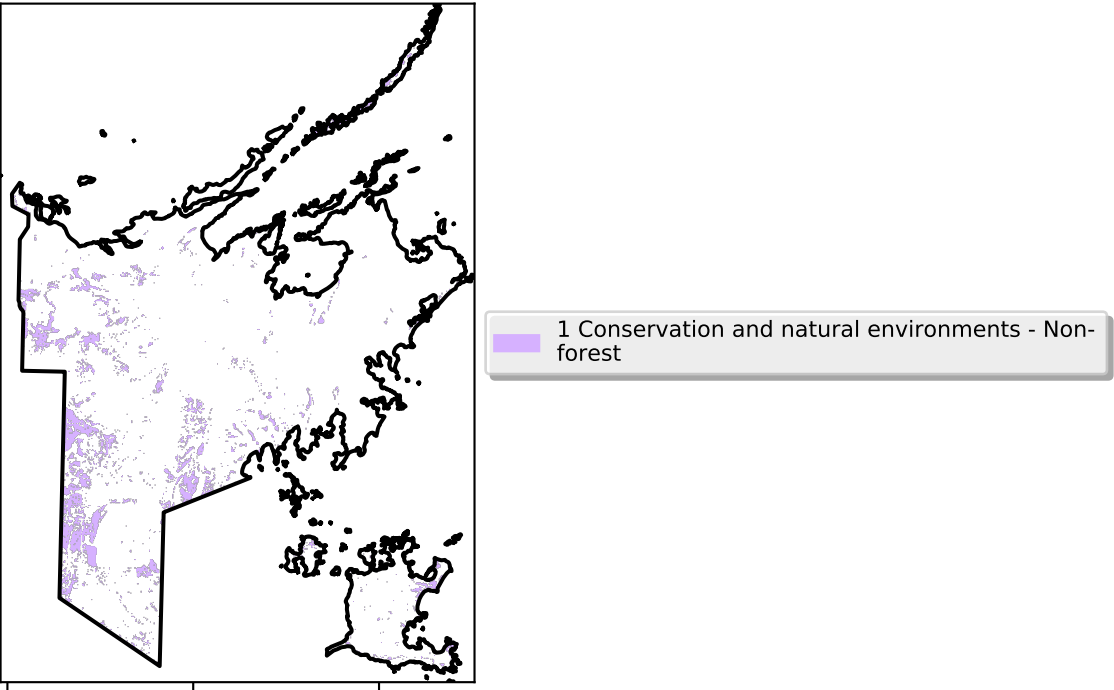 1 Conservation and natural environments - Non-
forest